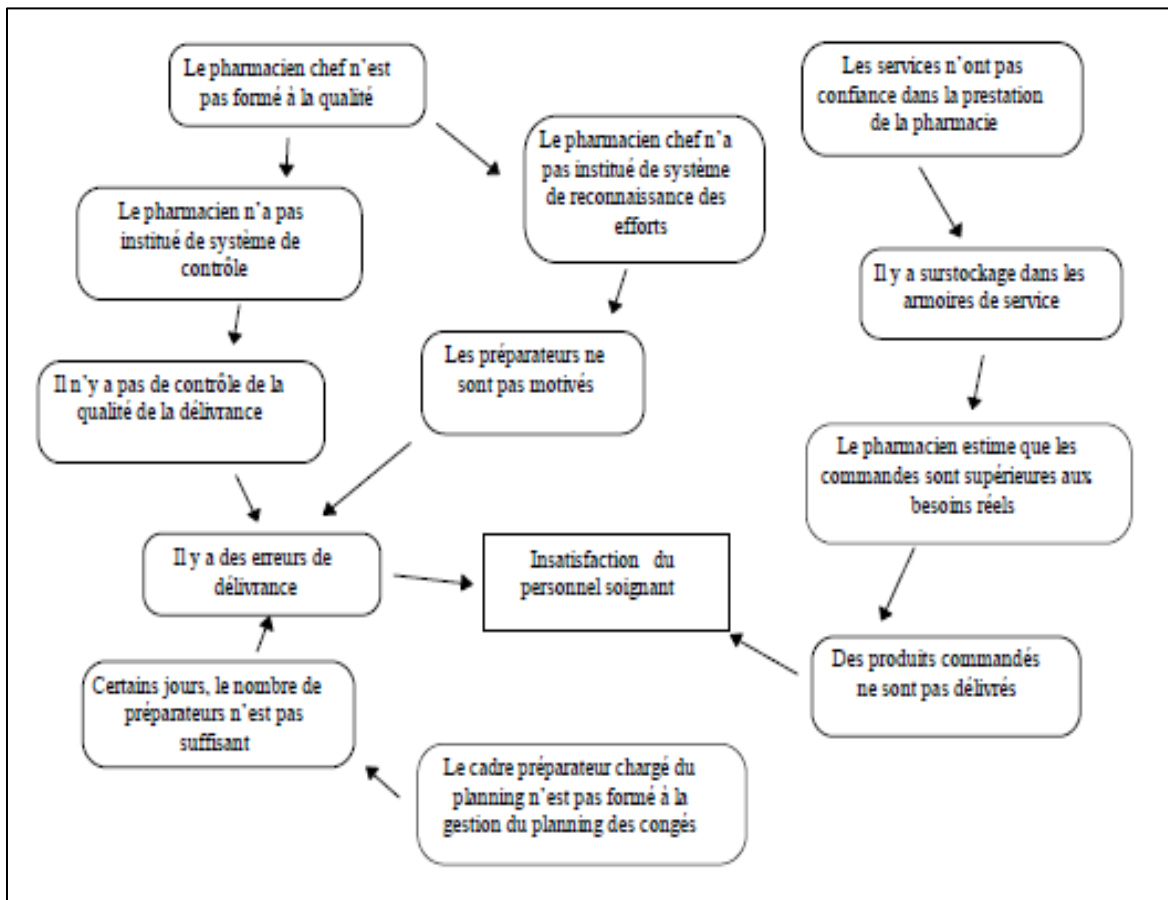 Le pharmacien chef n'est
pas formé à la qualité
Les services n'ont pas
confiance dans la prestation
de la pharmacie
Le pharmacien chef n'a
pas institué de système
de reconnaissance des
efforts
Le pharmacien n'a pas
institué de système de
contrôle
Il y a surstockage dans les
armoires de service
Les préparateurs ne
sont pas motivés
Il n'y a pas de contrôle de la
qualité de la délivrance
Le pharmacien estime que les
commandes sont supérieures aux
besoins réels
Il y a des erreurs de
délivrance
Insatisfaction du
personnel soignant
Des produits commandés
ne sont pas délivrés
Certains jours, le nombre de
préparateurs n'est pas
suffisant
Le cadre préparateur chargé du
planning n'est pas formé à la
gestion du planning des congés